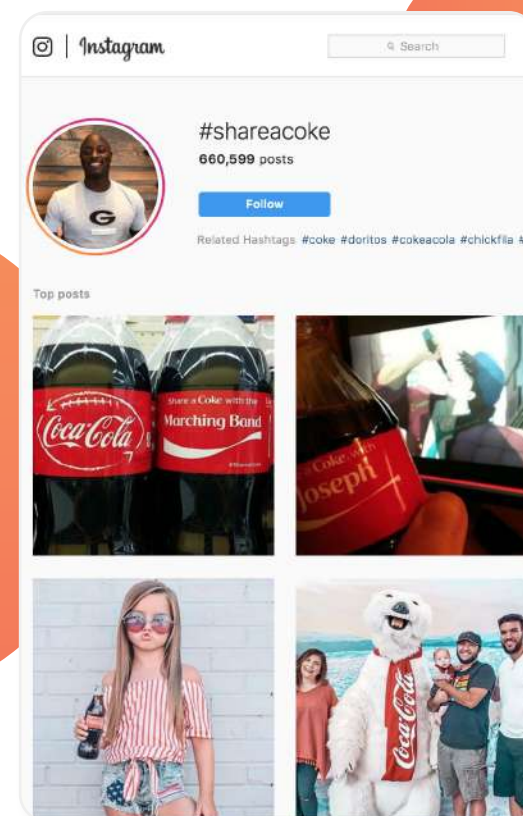 Instagram
Search
#shareacoke
660,599 posts
Follow
Related Hashtags #coke #doritos #cokeacola #chickfila #
Top posts
G
Coca-Cola
Share a Coke with the
Marching Band
a Coke with
Joseph
Coca-Cola